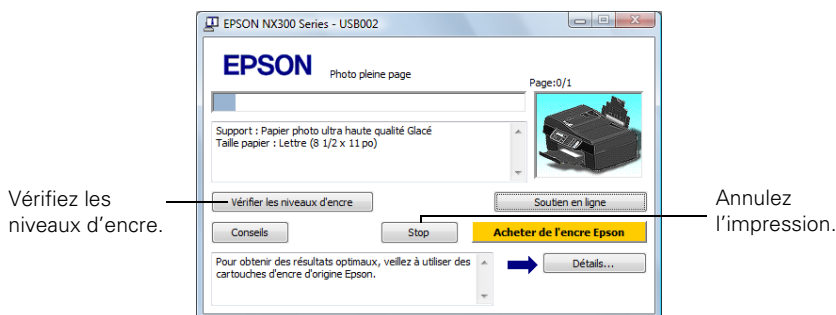 EPSON NX300 Series - USB002
EPSON
Photo pleine page
Page:0/1
Support : Papier photo ultra haute qualité Glacé
Taille papier : Lettre (8 1/2 x 11 po)
Vérifiez les
niveaux d'encre.
Vérifier les niveaux d'encre
Soutien en ligne
Annulez
l'impression.
Conseils
Stop
Acheter de l'encre Epson
Pour obtenir des résultats optimaux, veillez à utiliser des
cartouches d'encre d'origine Epson.
Détails...